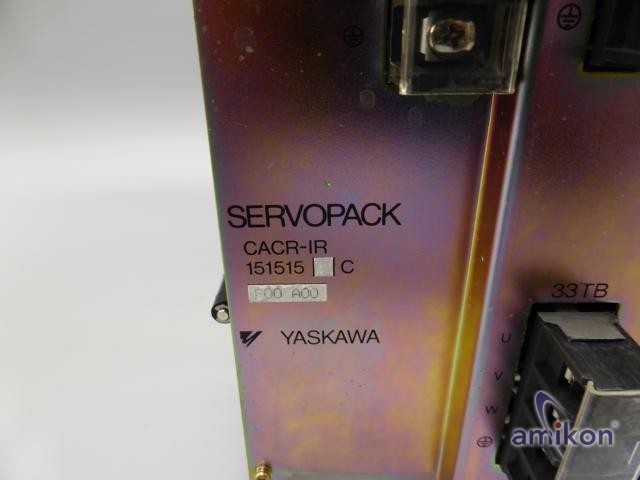 SERVOPACK
CACR-IR
151515 C
F00 A00
YASKAWA
33TB
U
V
W
amikon